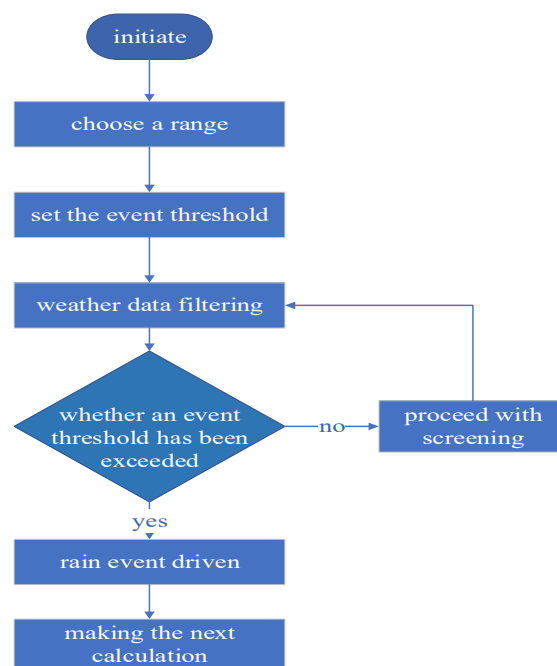 initiate
choose a range
set the event threshold
weather data filtering
whether an event
threshold has been
exceeded
no
proceed with
screening
yes
rain event driven
making the next
calculation